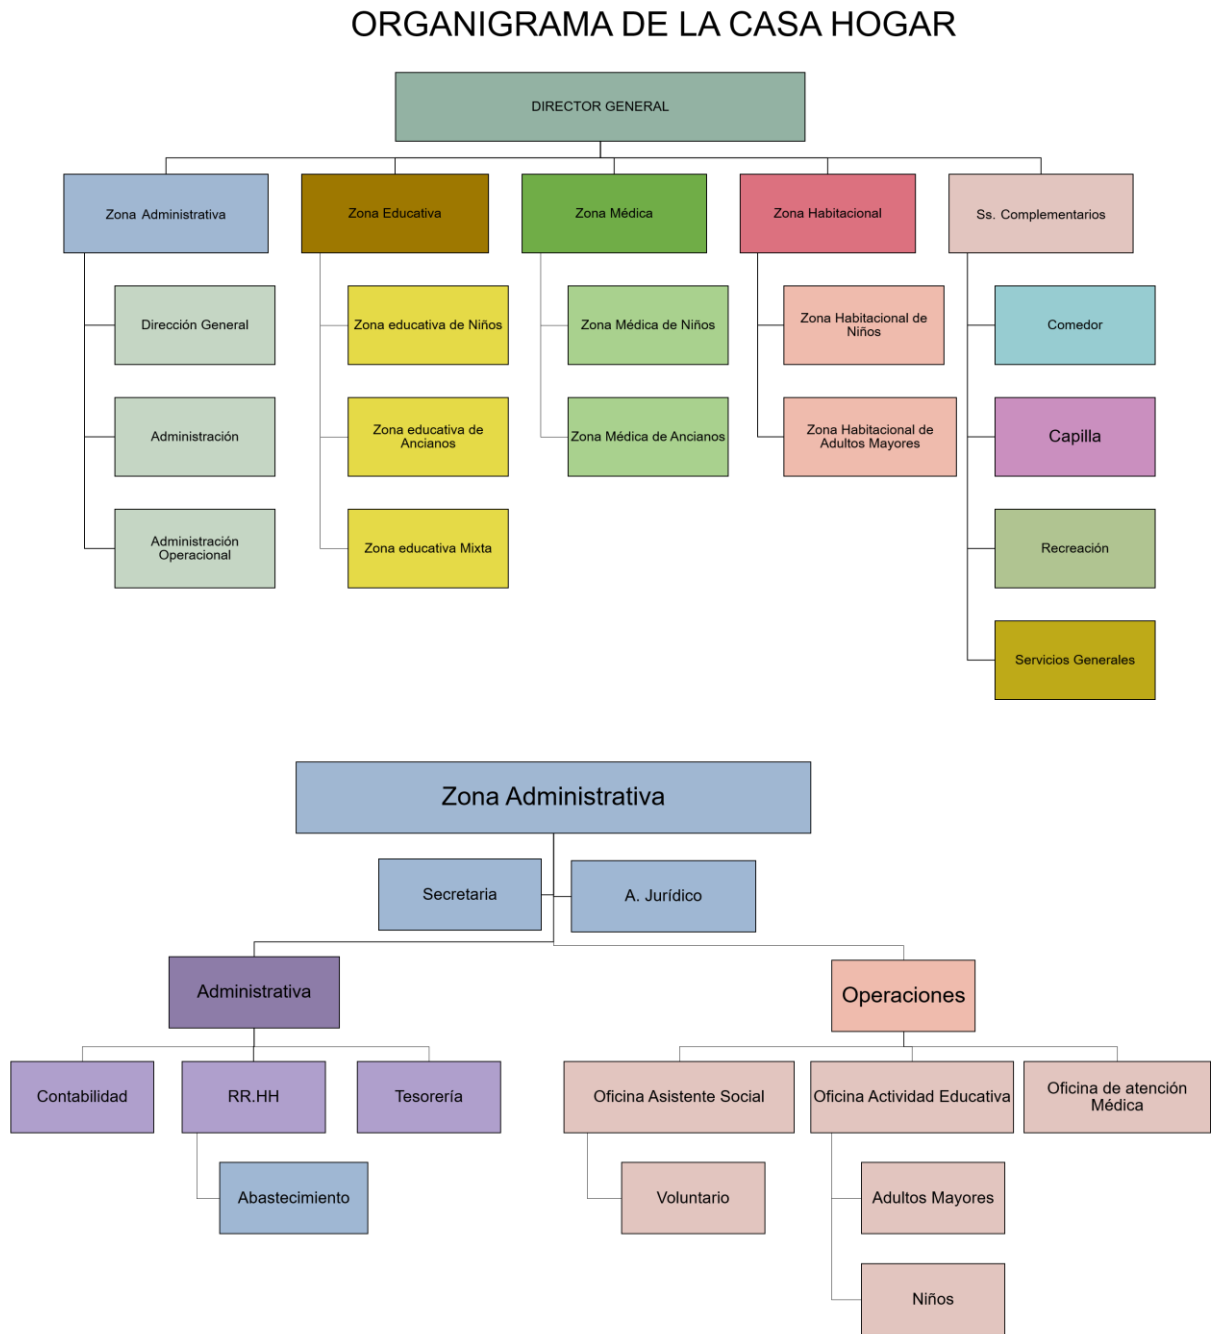 ORGANIGRAMA DE LA CASA HOGAR
DIRECTOR GENERAL
Zona Administrativa
Zona Educativa
Zona Médica
Zona Habitacional
Ss. Complementarios
Dirección General
Zona educativa de Niños
Zona Médica de Niños
Zona Habitacional de
Niños
Comedor
Administración
Zona educativa de
Ancianos
Zona Médica de Ancianos
Zona Habitacional de
Adultos Mayores
Capilla
Administración
Operacional
Zona educativa Mixta
Recreación
Servicios Generales
Zona Administrativa
Secretaria
A. Jurídico
Administrativa
Operaciones
Contabilidad
RR.HH
Tesorería
Oficina Asistente Social
Oficina Actividad Educativa
Oficina de atención
Médica
Abastecimiento
Voluntario
Adultos Mayores
Niños